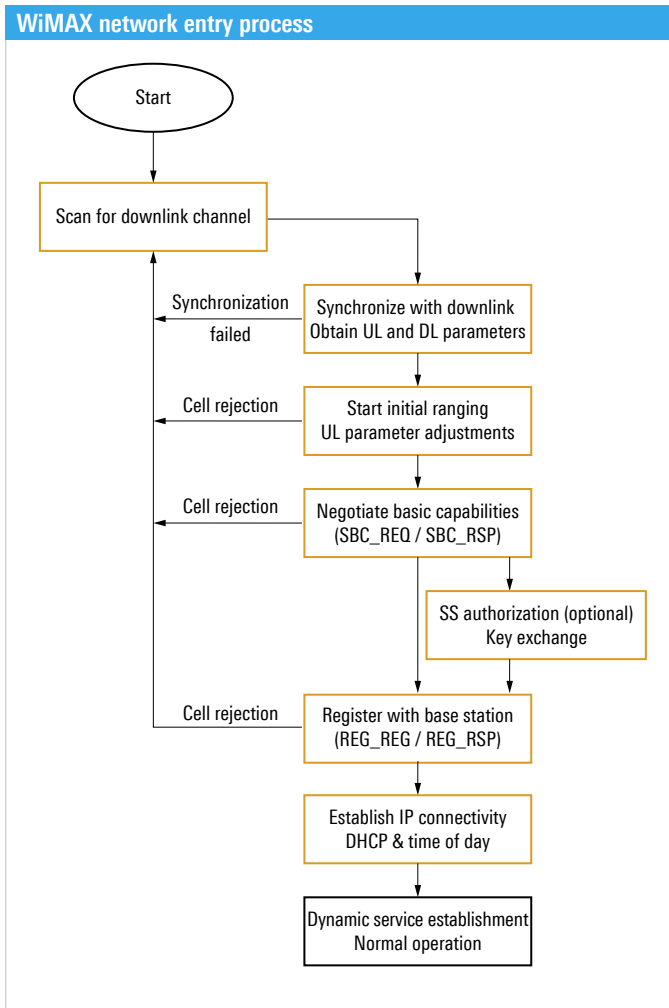 WiMAX network entry process
Start
Scan for downlink channel
Synchronization
failed
Synchronize with downlink
Obtain UL and DL parameters
Cell rejection
Start initial ranging
UL parameter adjustments
Cell rejection
Negotiate basic capabilities
(SBC_REQ / SBC_RSP)
SS authorization (optional)
Key exchange
Cell rejection
Register with base station
(REG_REG / REG_RSP)
Establish IP connectivity
DHCP & time of day
Dynamic service establishment
Normal operation